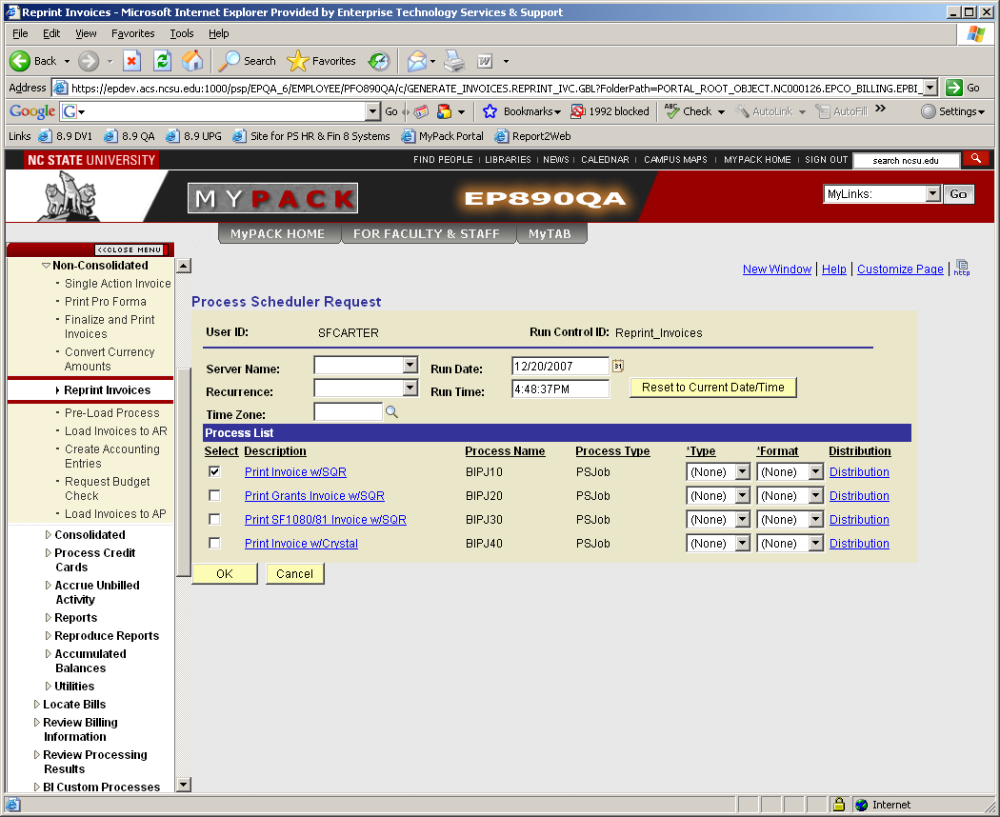 Reprint Invoices - Microsoft Internet Explorer Provided by Enterprise Technology Services & Support
File Edit View Favorites Tools Help
Back Search Favorites
Address https://epdev.acs.ncsu.edu:1000/psp/EPQA_6/EMPLOYEE/PFO890QA/c/GENERATE_INVOICES.REPRINT_IVC.GBL?FolderPath=PORTAL_ROOT_OBJECT.NC000126.EPCO_BILLING.EPBI_ Go
Google G Go Bookmarks 1992 blocked ABC Check AutoLink AutoFill » Settings
Links 8.9 DV1 8.9 QA 8.9 UPG Site for PS HR & Fin 8 Systems MyPack Portal Report2Web
NC STATE UNIVERSITY FIND PEOPLE | LIBRARIES | NEWS | CALEDNAR | CAMPUS MAPS | MYPACK HOME | SIGN OUT search ncsu.edu
MYPACK EP890QA MyLinks: Go
MyPACK HOME FOR FACULTY & STAFF MyTAB
<<CLOSE MENU
Non-Consolidated
- Single Action Invoice
- Print Pro Forma
- Finalize and Print
Invoices
- Convert Currency
Amounts
Reprint Invoices
- Pre-Load Process
- Load Invoices to AR
- Create Accounting
Entries
- Request Budget
Check
- Load Invoices to AP
Consolidated
Process Credit
Cards
Accrue Unbilled
Activity
Reports
Reproduce Reports
Accumulated
Balances
Utilities
Locate Bills
Review Billing
Information
Review Processing
Results
BI Custom Processes
New Window | Help | Customize Page | http
Process Scheduler Request
User ID: SFCARTER Run Control ID: Reprint_Invoices
Server Name: Run Date: 12/20/2007 31
Recurrence: Run Time: 4:48:37PM Reset to Current Date/Time
Time Zone:
Process List
Select Description Process Name Process Type *Type *Format Distribution
Print Invoice w/SQR BIPJ10 PSJob (None) (None) Distribution
Print Grants Invoice w/SQR BIPJ20 PSJob (None) (None) Distribution
Print SF1080/81 Invoice w/SQR BIPJ30 PSJob (None) (None) Distribution
Print Invoice w/Crystal BIPJ40 PSJob (None) (None) Distribution
OK Cancel
Internet